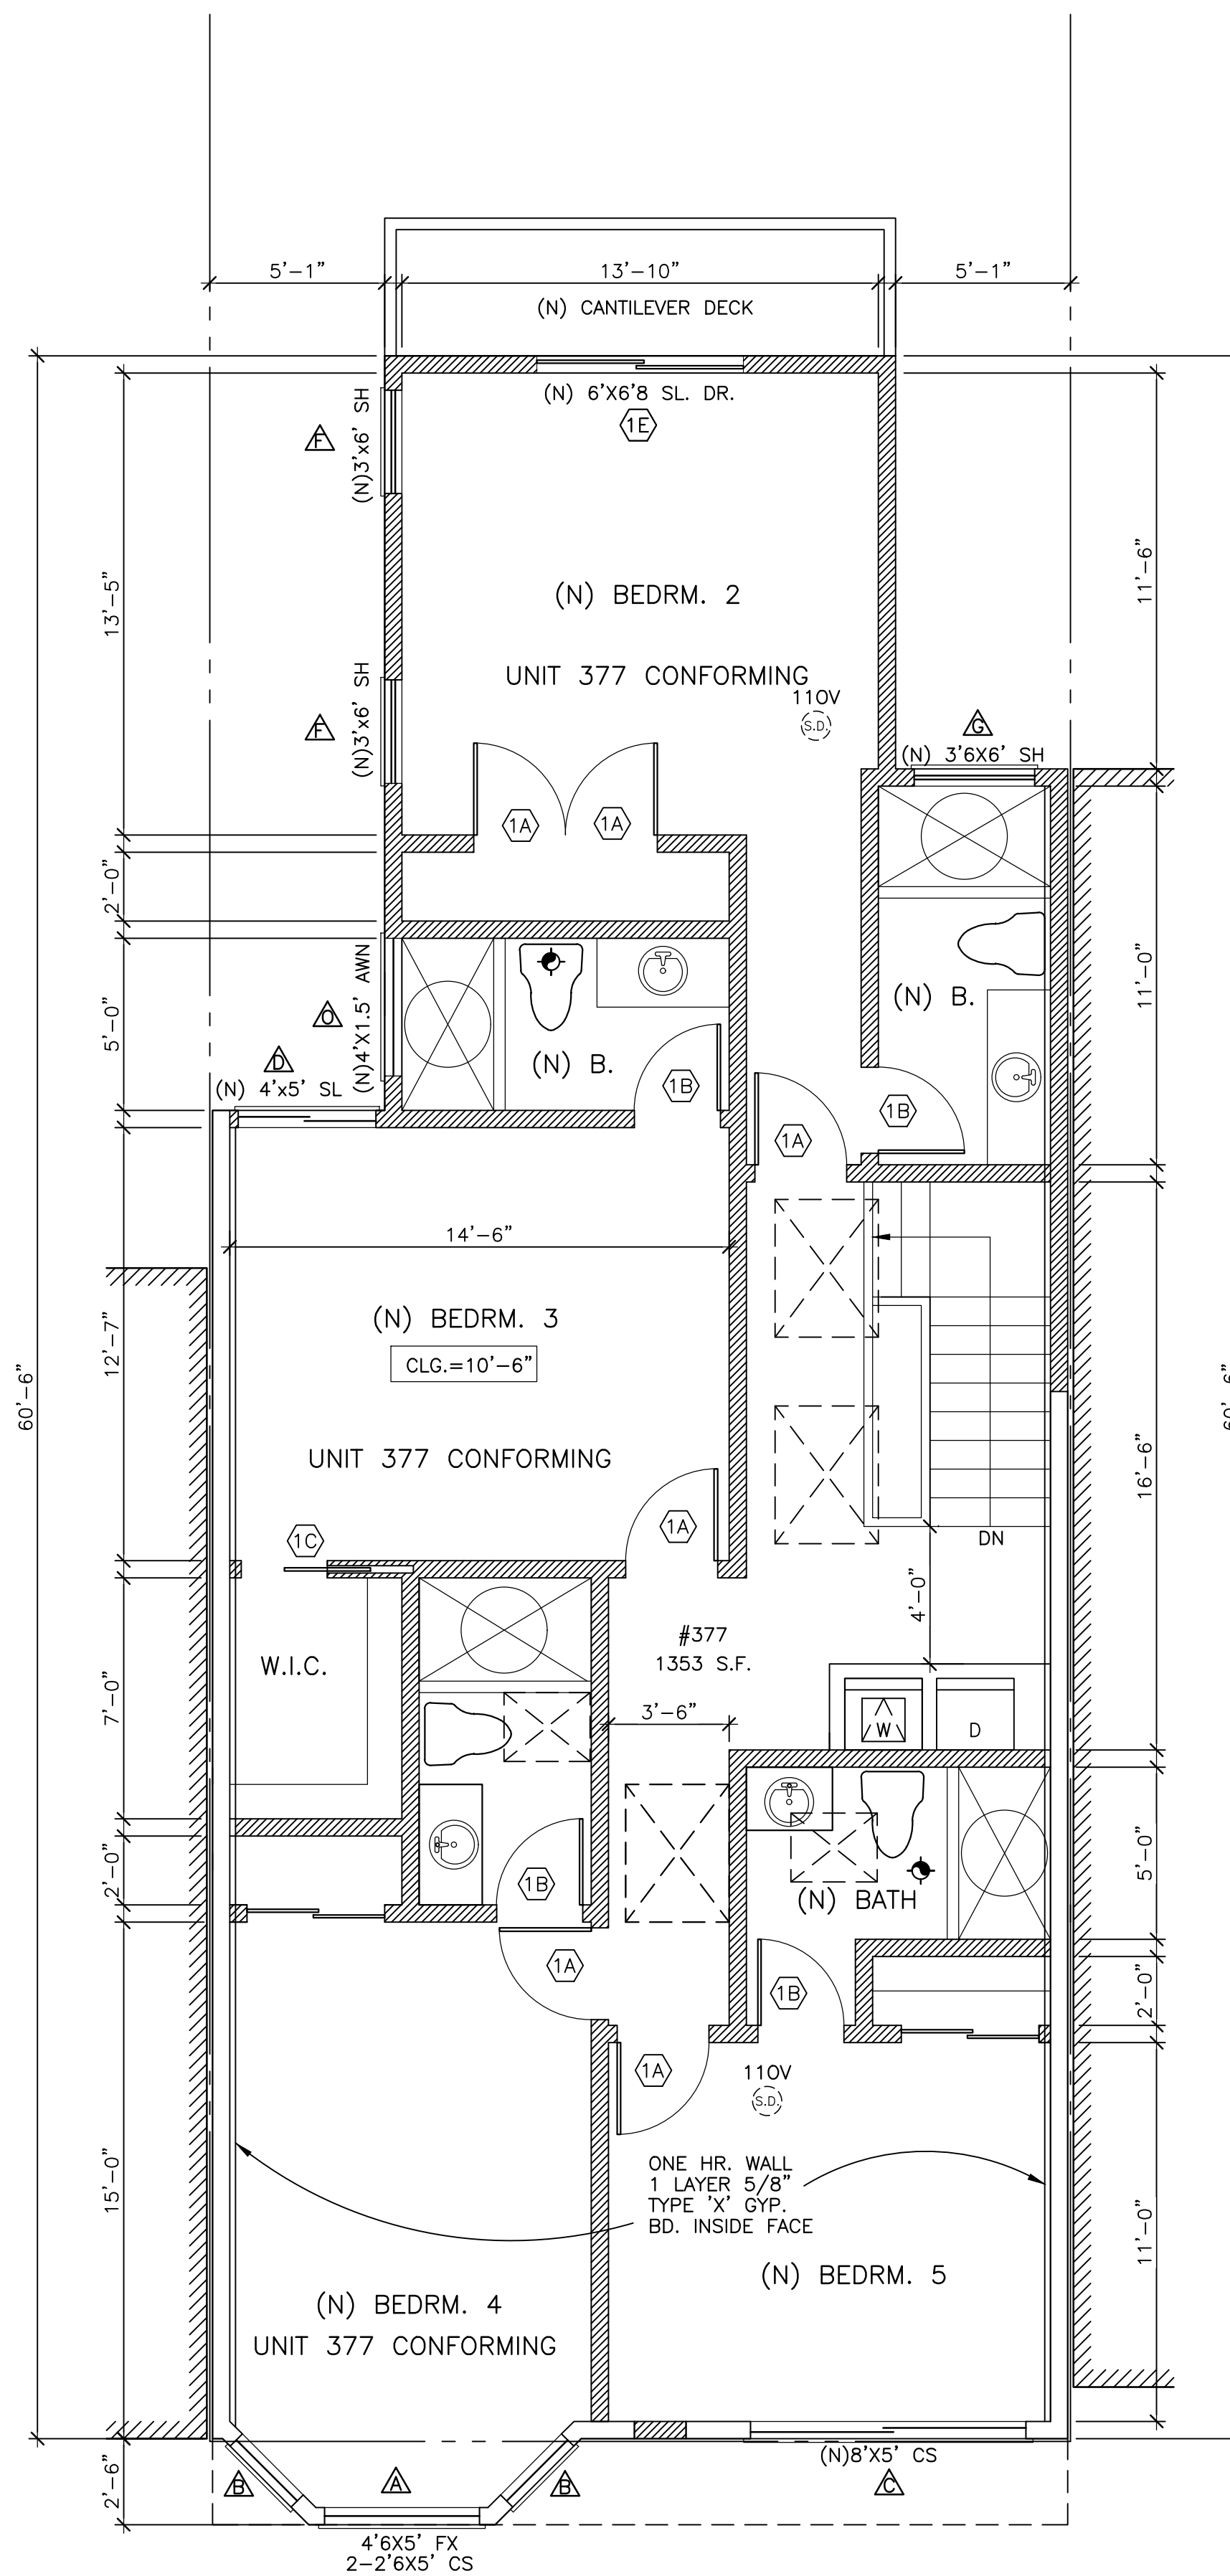 5'-1"
13'-10"
5'-1"
(N) CANTILEVER DECK
(N) 6'X6'8 SL. DR.
1E
(N)3'x6' SH
F
13'-5"
11'-6"
(N) BEDRM. 2
UNIT 377 CONFORMING
110V
S.D.
(N)3'x6' SH
F
G
(N) 3'6X6' SH
1A
1A
2'-0"
5'-0"
(N)4'X1.5' AWN
O
D
(N) 4'x5' SL
(N) B.
1B
(N) B.
11'-0"
1B
1A
14'-6"
(N) BEDRM. 3
CLG.=10'-6"
12'-7"
60'-6"
60'-6"
UNIT 377 CONFORMING
16'-6"
1C
1A
DN
4'-0"
#377
1353 S.F.
W.I.C.
7'-0"
3'-6"
W
D
2'-0"
1B
5'-0"
(N) BATH
1A
1B
2'-0"
1A
110V
S.D.
ONE HR. WALL
1 LAYER 5/8"
TYPE 'X' GYP.
BD. INSIDE FACE
15'-0"
11'-0"
(N) BEDRM. 5
(N) BEDRM. 4
UNIT 377 CONFORMING
(N)8'X5' CS
2'-6"
B
A
B
C
4'6X5' FX
2-2'6X5' CS